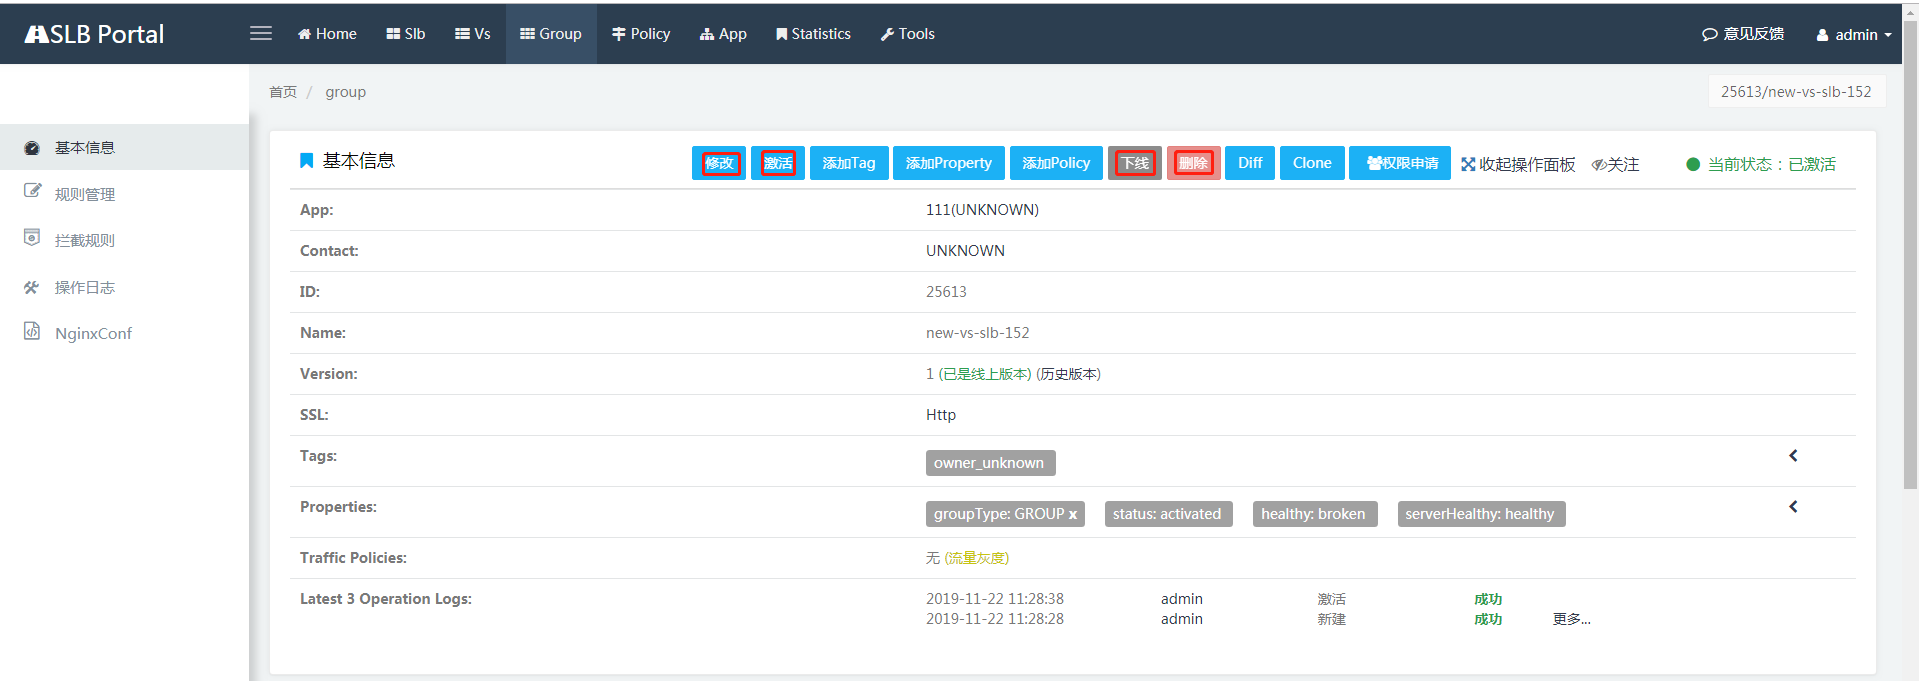 SLB Portal
Home Slb Vs Group Policy App Statistics Tools 意见反馈 admin
首页 / group 25613/new-vs-slb-152
基本信息
规则管理
拦截规则
操作日志
NginxConf
基本信息 修改 激活 添加Tag 添加Property 添加Policy 下线 删除 Diff Clone 权限申请 收起操作面板 关注 当前状态：已激活
App: 111(UNKNOWN)
Contact: UNKNOWN
ID: 25613
Name: new-vs-slb-152
Version: 1 (已是线上版本) (历史版本)
SSL: Http
Tags: owner_unknown
Properties: groupType: GROUP x status: activated healthy: broken serverHealthy: healthy
Traffic Policies: 无 (流量灰度)
Latest 3 Operation Logs: 2019-11-22 11:28:38 admin 激活 成功
2019-11-22 11:28:28 admin 新建 成功 更多...